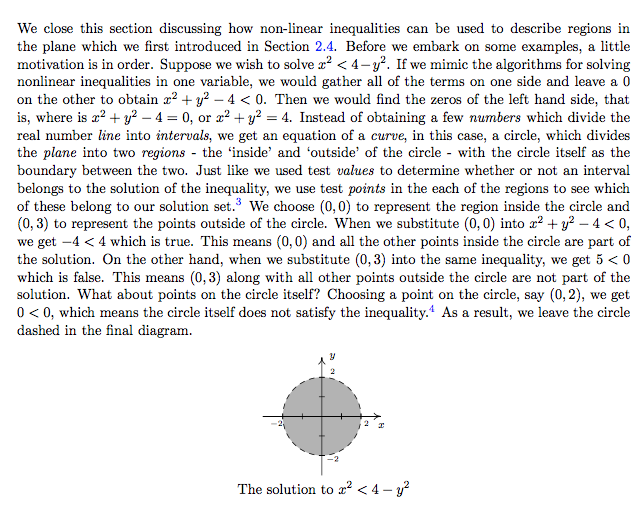 We close this section discussing how non-linear inequalities can be used to describe regions in
the plane which we first introduced in Section 2.4. Before we embark on some examples, a little
motivation is in order. Suppose we wish to solve x² < 4−y². If we mimic the algorithms for solving
nonlinear inequalities in one variable, we would gather all of the terms on one side and leave a 0
on the other to obtain x² + y² − 4 < 0. Then we would find the zeros of the left hand side, that
is, where is x² + y² − 4 = 0, or x² + y² = 4. Instead of obtaining a few numbers which divide the
real number line into intervals, we get an equation of a curve, in this case, a circle, which divides
the plane into two regions - the ‘inside’ and ‘outside’ of the circle - with the circle itself as the
boundary between the two. Just like we used test values to determine whether or not an interval
belongs to the solution of the inequality, we use test points in the each of the regions to see which
of these belong to our solution set.³ We choose (0, 0) to represent the region inside the circle and
(0, 3) to represent the points outside of the circle. When we substitute (0, 0) into x² + y² − 4 < 0,
we get −4 < 4 which is true. This means (0, 0) and all the other points inside the circle are part of
the solution. On the other hand, when we substitute (0, 3) into the same inequality, we get 5 < 0
which is false. This means (0, 3) along with all other points outside the circle are not part of the
solution. What about points on the circle itself? Choosing a point on the circle, say (0, 2), we get
0 < 0, which means the circle itself does not satisfy the inequality.⁴ As a result, we leave the circle
dashed in the final diagram.
y
2
−2
2
x
−2
The solution to x² < 4 − y²